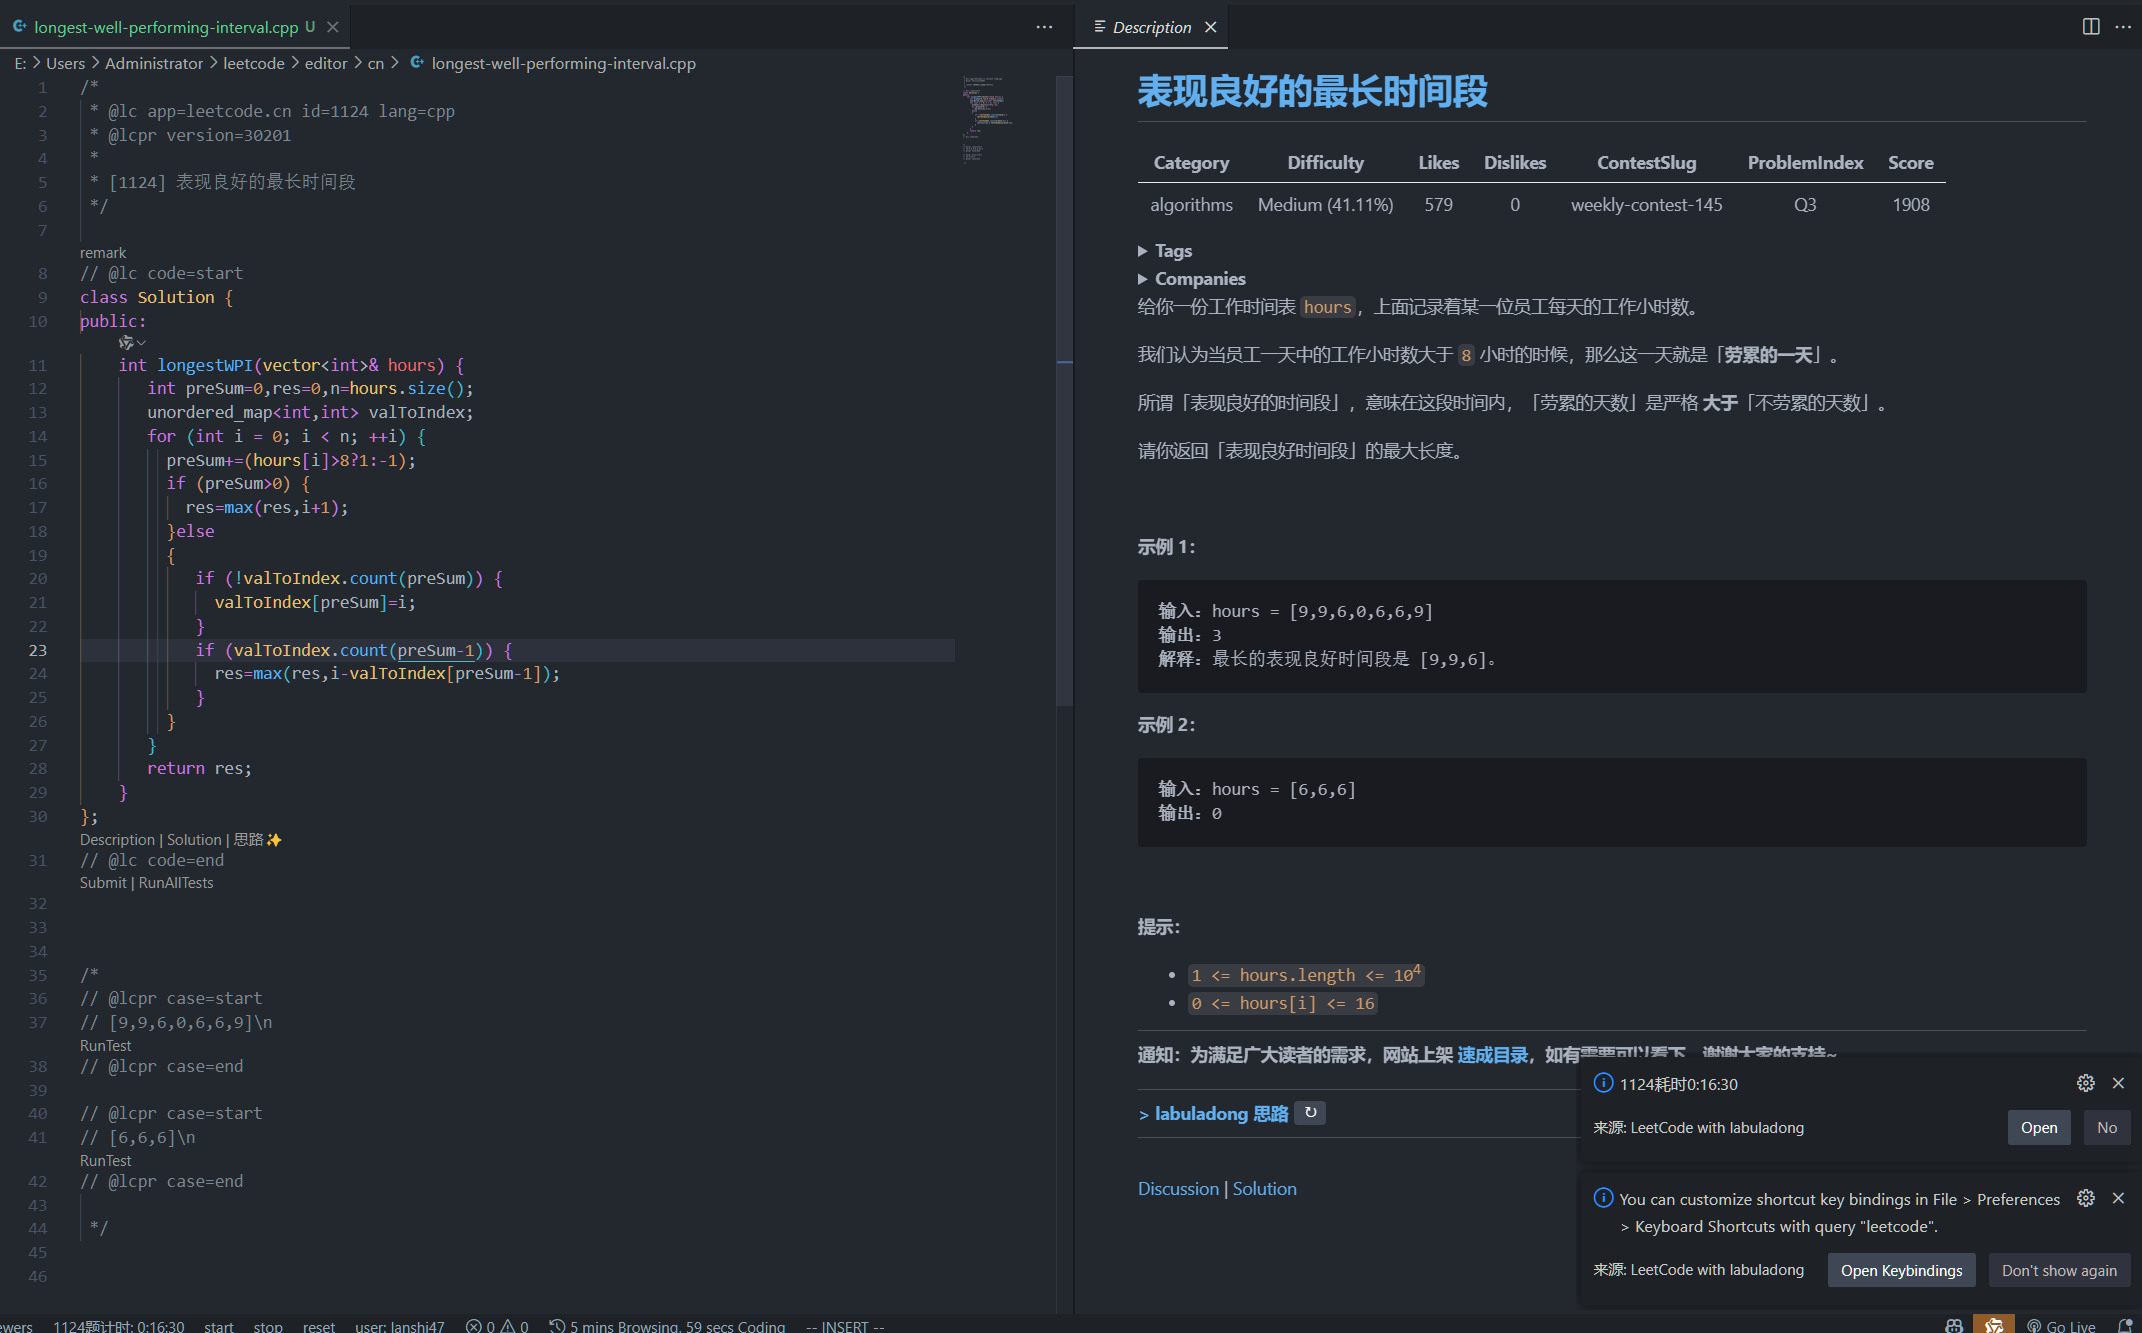 longest-well-performing-interval.cpp U
E: > Users > Administrator > leetcode > editor > cn > longest-well-performing-interval.cpp
1 /*
2  * @lc app=leetcode.cn id=1124 lang=cpp
3  * @lcpr version=30201
4  *
5  * [1124] 表现良好的最长时间段
6  */
7
remark
8 // @lc code=start
9 class Solution {
10 public:
11     int longestWPI(vector<int>& hours) {
12        int preSum=0,res=0,n=hours.size();
13        unordered_map<int,int> valToIndex;
14        for (int i = 0; i < n; ++i) {
15          preSum+=(hours[i]>8?1:-1);
16          if (preSum>0) {
17            res=max(res,i+1);
18          }else
19          {
20             if (!valToIndex.count(preSum)) {
21               valToIndex[preSum]=i;
22             }
23             if (valToIndex.count(preSum-1)) {
24               res=max(res,i-valToIndex[preSum-1]);
25             }
26          }
27        }
28        return res;
29     }
30 };
Description | Solution | 思路✨
31 // @lc code=end
Submit | RunAllTests
32
33
34
35 /*
36 // @lcpr case=start
37 // [9,9,6,0,6,6,9]\n
RunTest
38 // @lcpr case=end
39
40 // @lcpr case=start
41 // [6,6,6]\n
RunTest
42 // @lcpr case=end
43
44  */
45
46
Description
表现良好的最长时间段
Category Difficulty Likes Dislikes ContestSlug ProblemIndex Score
algorithms Medium (41.11%) 579 0 weekly-contest-145 Q3 1908
▶ Tags
▶ Companies
给你一份工作时间表 hours，上面记录着某一位员工每天的工作小时数。
我们认为当员工一天中的工作小时数大于 8 小时的时候，那么这一天就是「劳累的一天」。
所谓「表现良好的时间段」，意味在这段时间内，「劳累的天数」是严格 大于「不劳累的天数」。
请你返回「表现良好时间段」的最大长度。
示例 1：
输入：hours = [9,9,6,0,6,6,9]
输出：3
解释：最长的表现良好时间段是 [9,9,6]。
示例 2：
输入：hours = [6,6,6]
输出：0
提示：
• 1 <= hours.length <= 10⁴
• 0 <= hours[i] <= 16
通知：为满足广大读者的需求，网站上架 速成目录，如有需要可以看下，谢谢大家的支持~
> labuladong 思路 ↻
Discussion | Solution
1124耗时0:16:30
来源: LeetCode with labuladong
Open No
You can customize shortcut key bindings in File > Preferences
> Keyboard Shortcuts with query "leetcode".
来源: LeetCode with labuladong
Open Keybindings Don't show again
ewers 1124题计时: 0:16:30 start stop reset user: lanshi47 0 0 5 mins Browsing, 59 secs Coding -- INSERT -- Go Live